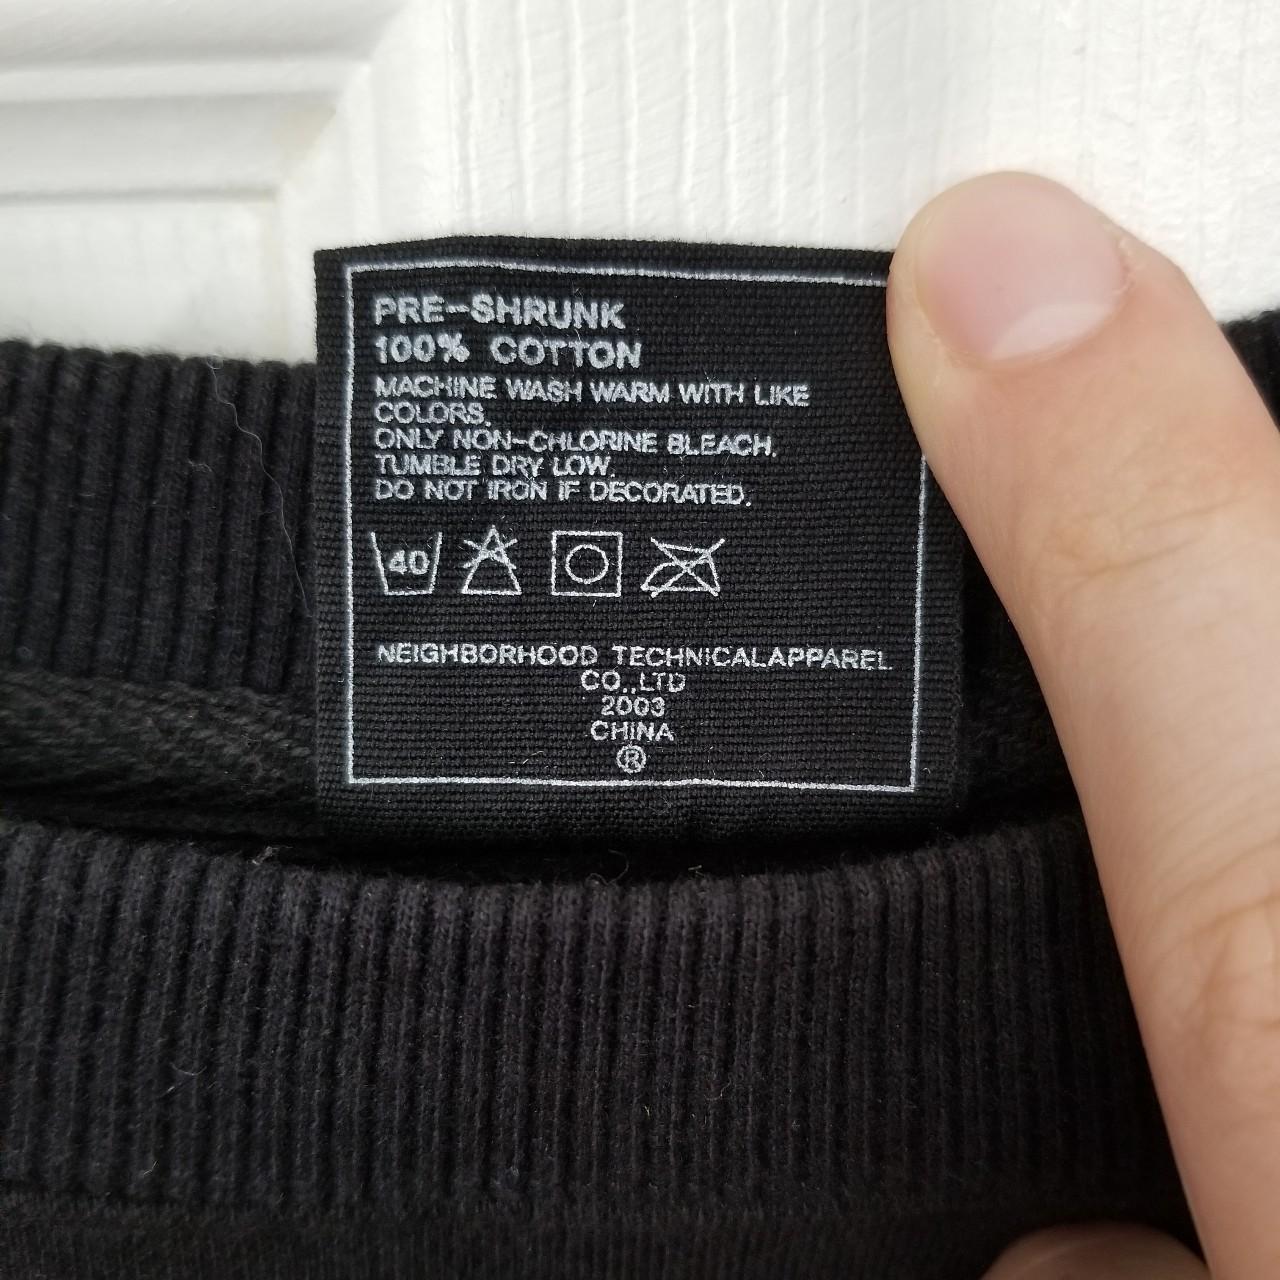 PRE-SHRUNK
100% COTTON
MACHINE WASH WARM WITH LIKE
COLORS.
ONLY NON-CHLORINE BLEACH.
TUMBLE DRY LOW.
DO NOT IRON IF DECORATED.
40
NEIGHBORHOOD TECHNICALAPPAREL
CO.,LTD
2003
CHINA
®